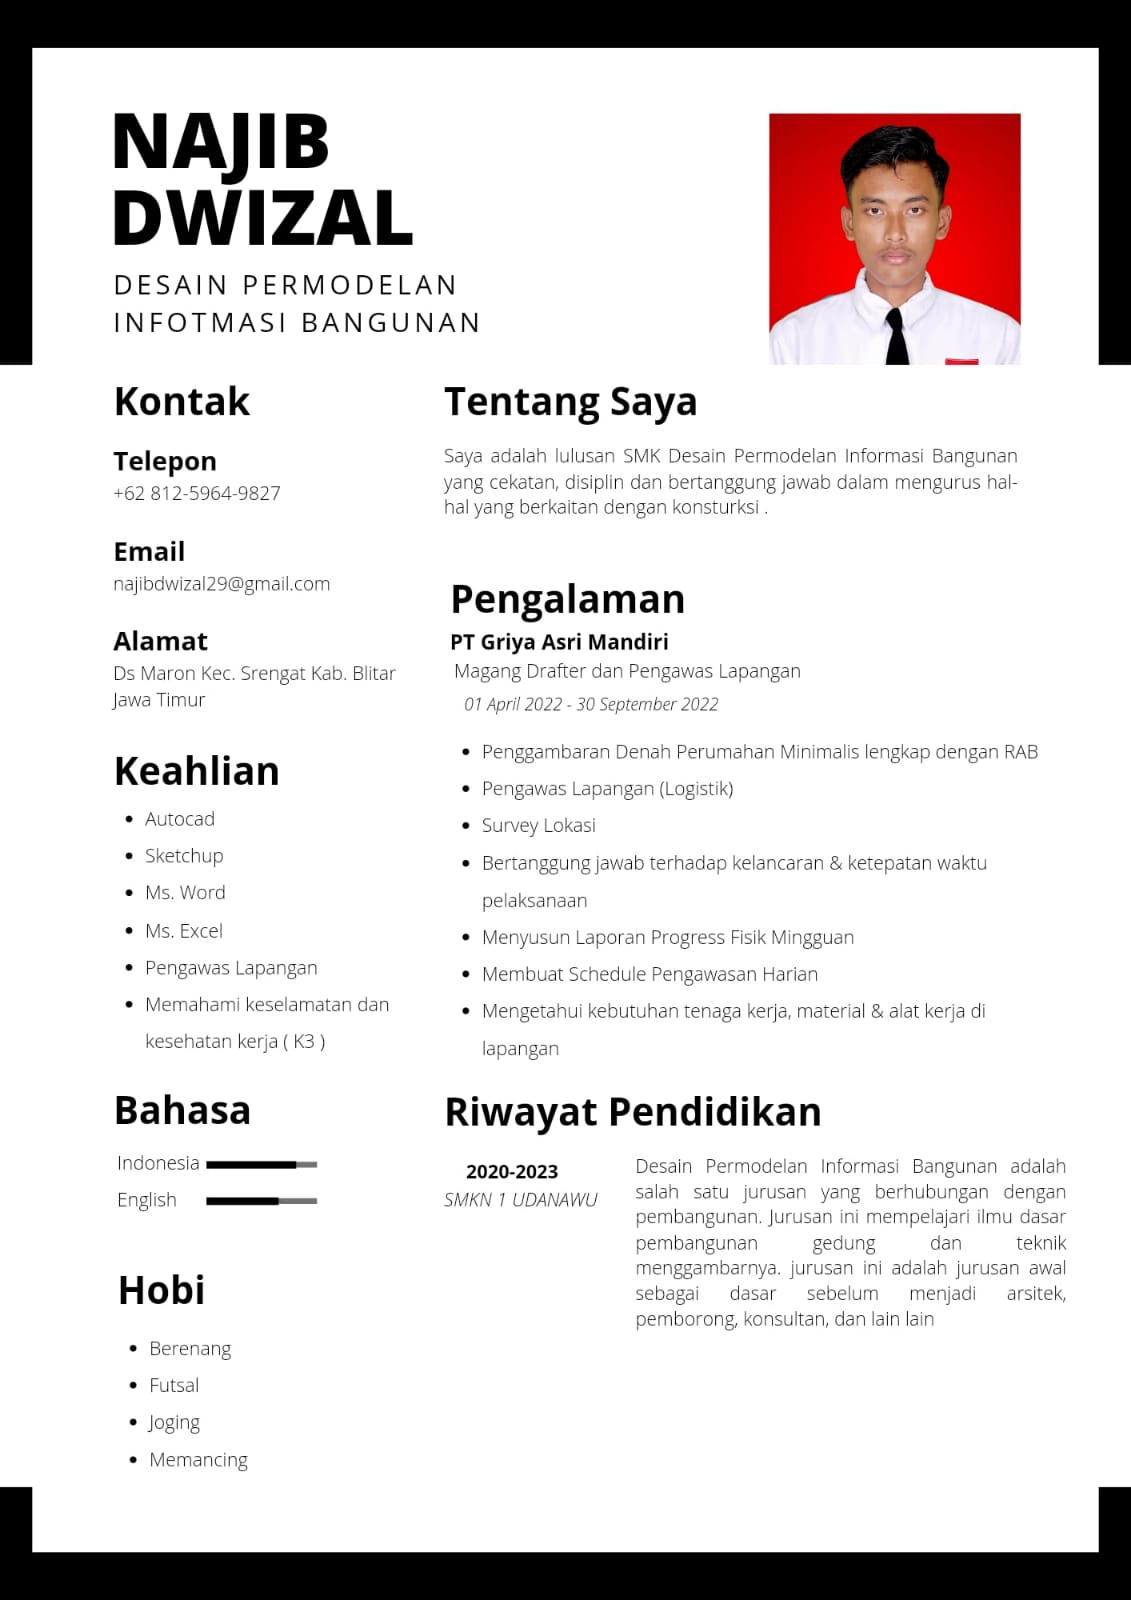 NAJIB
DWIZAL
DESAIN PERMODELAN
INFOTMASI BANGUNAN
Kontak
Telepon
+62 812-5964-9827
Email
najibdwizal29@gmail.com
Alamat
Ds Maron Kec. Srengat Kab. Blitar
Jawa Timur
Keahlian
• Autocad
• Sketchup
• Ms. Word
• Ms. Excel
• Pengawas Lapangan
• Memahami keselamatan dan
kesehatan kerja ( K3 )
Bahasa
Indonesia
English
Hobi
• Berenang
• Futsal
• Joging
• Memancing
Tentang Saya
Saya adalah lulusan SMK Desain Permodelan Informasi Bangunan
yang cekatan, disiplin dan bertanggung jawab dalam mengurus hal-
hal yang berkaitan dengan konsturksi .
Pengalaman
PT Griya Asri Mandiri
Magang Drafter dan Pengawas Lapangan
01 April 2022 - 30 September 2022
• Penggambaran Denah Perumahan Minimalis lengkap dengan RAB
• Pengawas Lapangan (Logistik)
• Survey Lokasi
• Bertanggung jawab terhadap kelancaran & ketepatan waktu
pelaksanaan
• Menyusun Laporan Progress Fisik Mingguan
• Membuat Schedule Pengawasan Harian
• Mengetahui kebutuhan tenaga kerja, material & alat kerja di
lapangan
Riwayat Pendidikan
2020-2023
SMKN 1 UDANAWU
Desain Permodelan Informasi Bangunan adalah
salah satu jurusan yang berhubungan dengan
pembangunan. Jurusan ini mempelajari ilmu dasar
pembangunan gedung dan teknik
menggambarnya. jurusan ini adalah jurusan awal
sebagai dasar sebelum menjadi arsitek,
pemborong, konsultan, dan lain lain